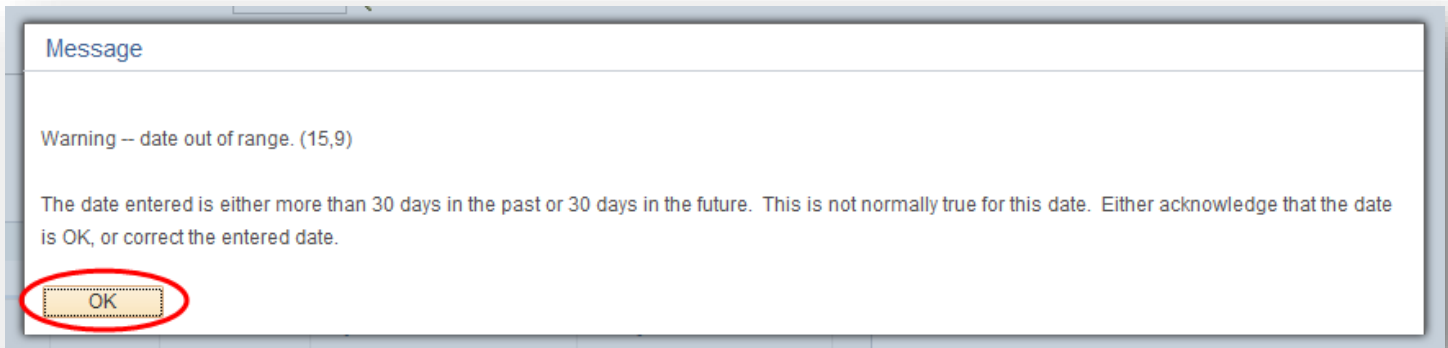 Message
Warning -- date out of range. (15,9)
The date entered is either more than 30 days in the past or 30 days in the future.  This is not normally true for this date.  Either acknowledge that the date
is OK, or correct the entered date.
OK